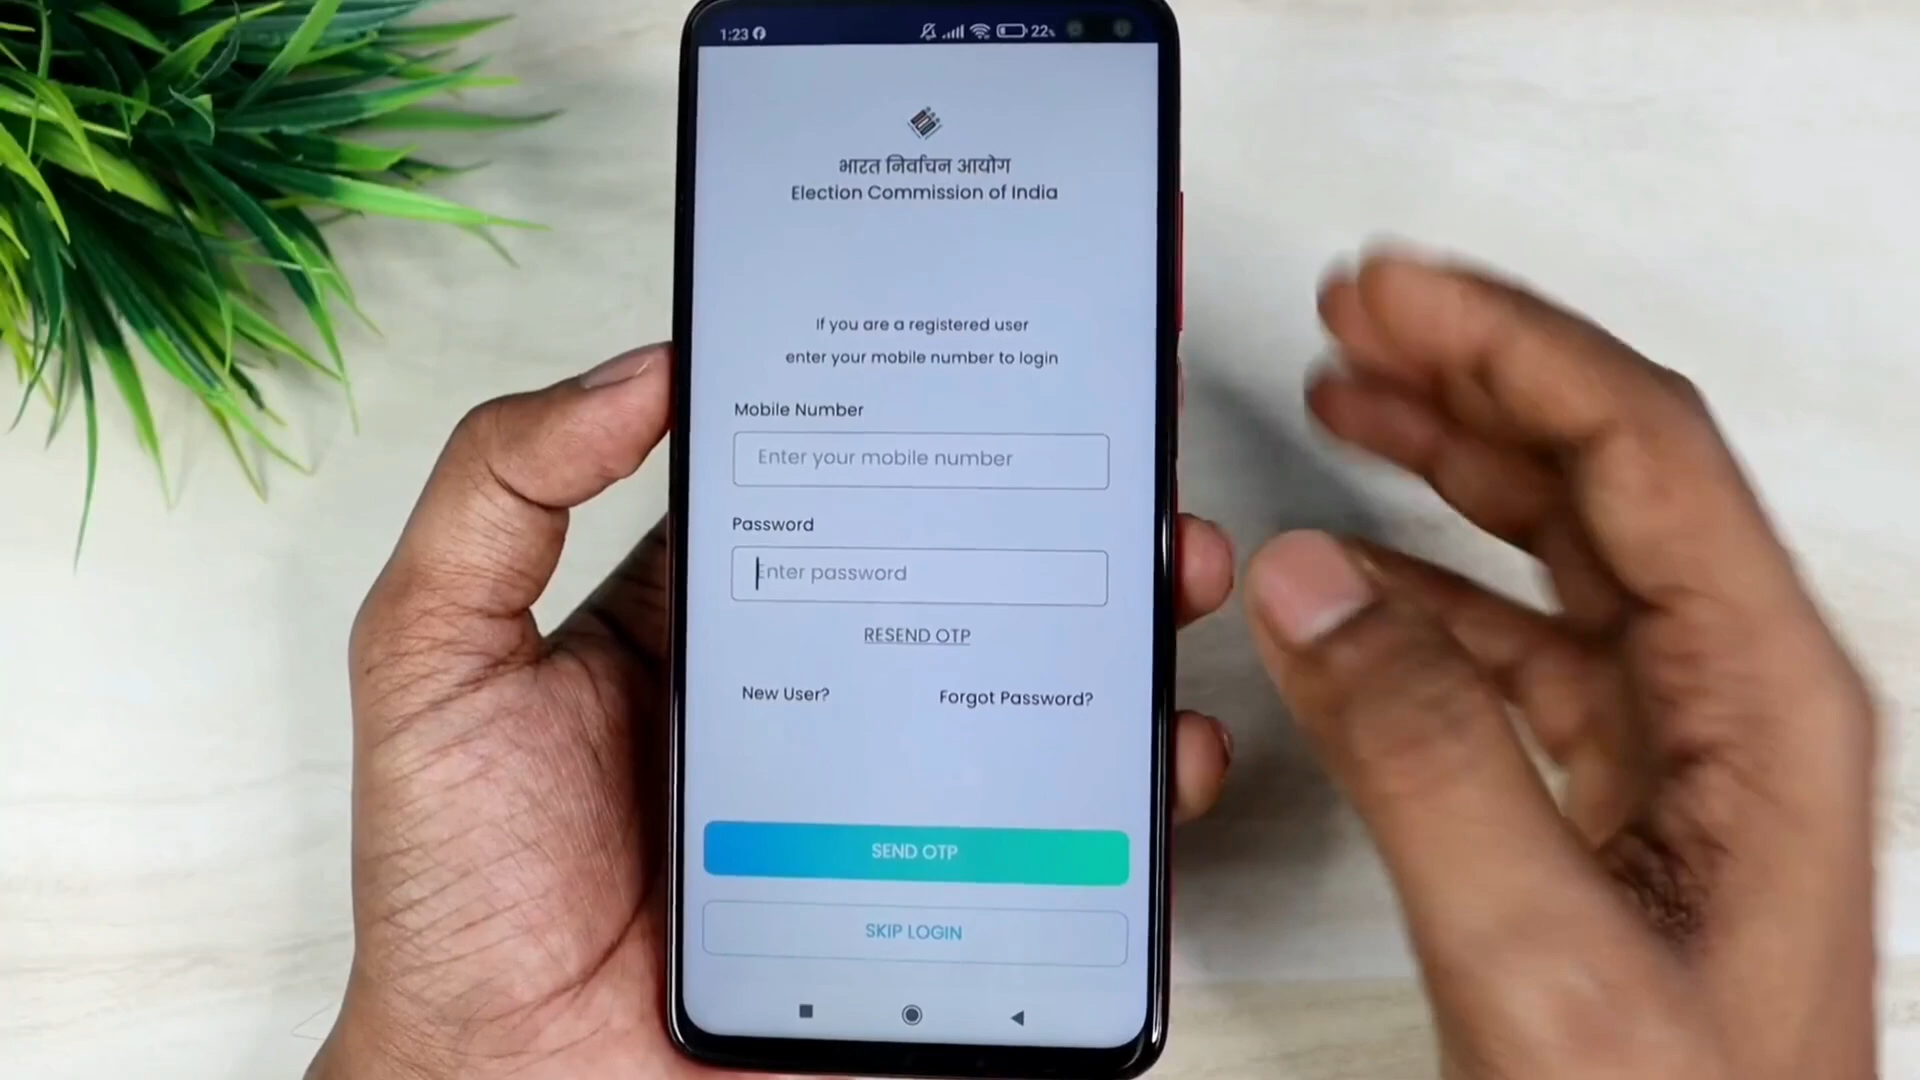 1:23
22%
भारत निर्वाचन आयोग
Election Commission of India
If you are a registered user
enter your mobile number to login
Mobile Number
Enter your mobile number
Password
Enter password
RESEND OTP
New User?
Forgot Password?
SEND OTP
SKIP LOGIN